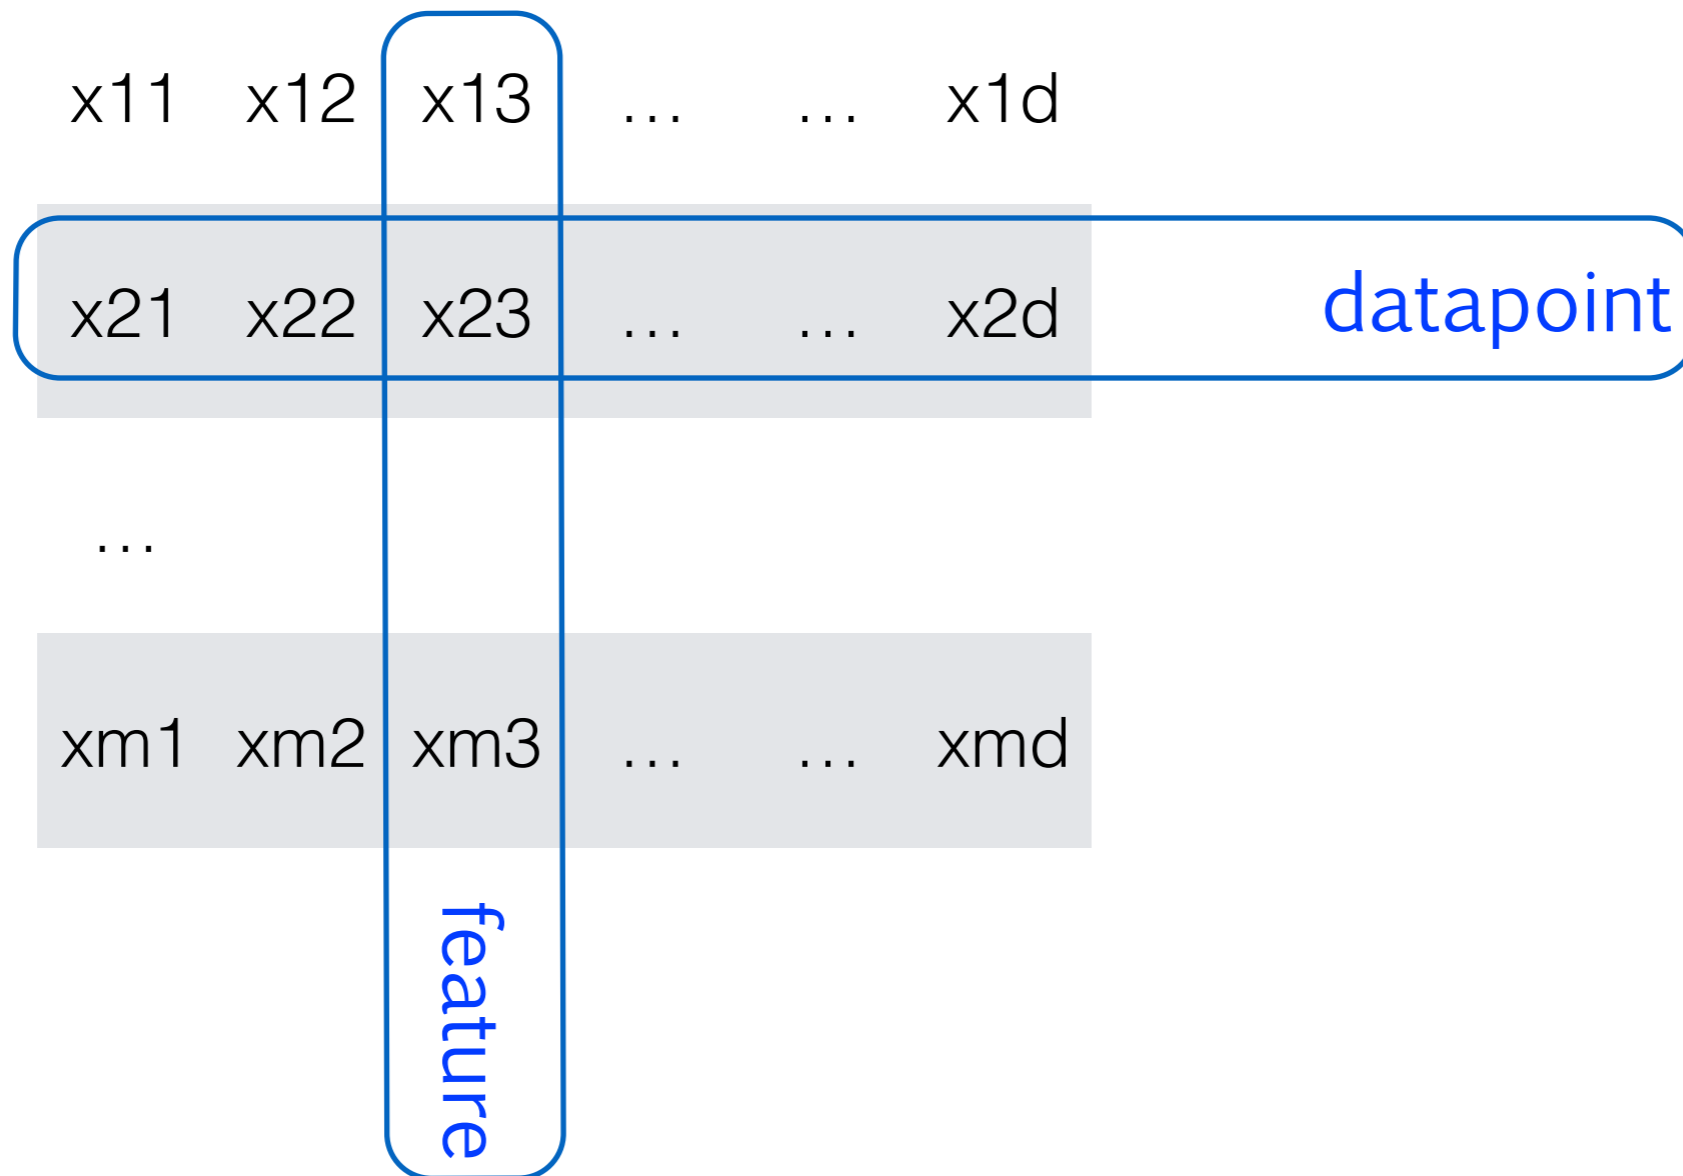 x11 x12 x13 ... ... x1d
x21 x22 x23 ... ... x2d datapoint
...
xm1 xm2 xm3 ... ... xmd
feature